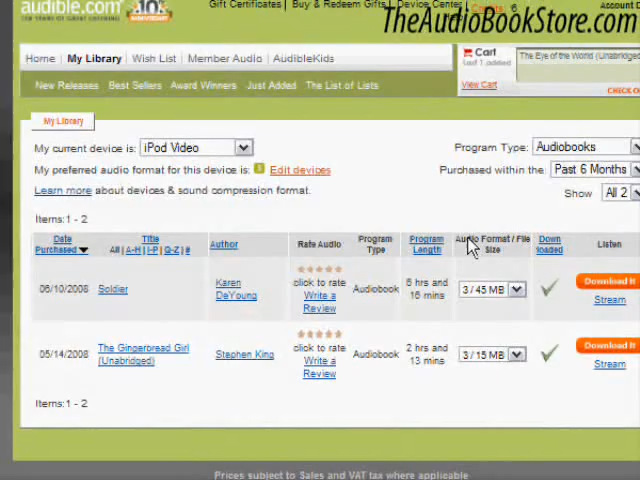 audible.com 10
Gift Certificates / Buy & Redeem Gifts / Device Center
TheAudioBookStore.com
Home | My Library | Wish List | Member Audio | AudibleKids
Cart
Last 1 added
View Cart
The Eye of the World (Unabridged
CHECK O
New Releases Best Sellers Award Winners Just Added The List of Lists
My Library
My current device is: iPod Video
Program Type: Audiobooks
My preferred audio format for this device is: 3 Edit devices
Purchased within the: Past 6 Months
Learn more about devices & sound compression format.
Show All 2
Items:1 - 2
Date Purchased Title All | A-H | I-P | Q-Z | # Author Rate Audio Program Type Program Length Audio Format / File Size Down loaded Listen
06/10/2008 Soldier Karen DeYoung click to rate Write a Review Audiobook 6 hrs and 16 mins 3 / 45 MB Download It Stream
05/14/2008 The Gingerbread Girl (Unabridged) Stephen King click to rate Write a Review Audiobook 2 hrs and 13 mins 3 / 15 MB Download It Stream
Items:1 - 2
Prices subject to Sales and VAT tax where applicable